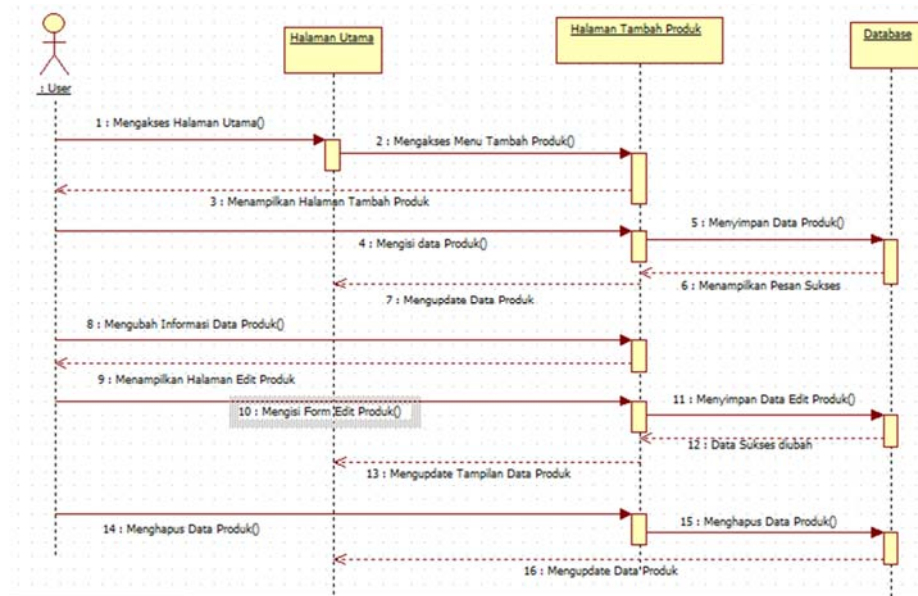 Halaman Utama
Halaman Tambah Produk
Database
: User
1 : Mengakses Halaman Utama()
2 : Mengakses Menu Tambah Produk()
3 : Menampilkan Halaman Tambah Produk
4 : Mengisi data Produk()
5 : Menyimpan Data Produk()
6 : Menampilkan Pesan Sukses
7 : Mengupdate Data Produk
8 : Mengubah Informasi Data Produk()
9 : Menampilkan Halaman Edit Produk
10 : Mengisi Form Edit Produk()
11 : Menyimpan Data Edit Produk()
12 : Data Sukses diubah
13 : Mengupdate Tampilan Data Produk
14 : Menghapus Data Produk()
15 : Menghapus Data Produk()
16 : Mengupdate Data Produk